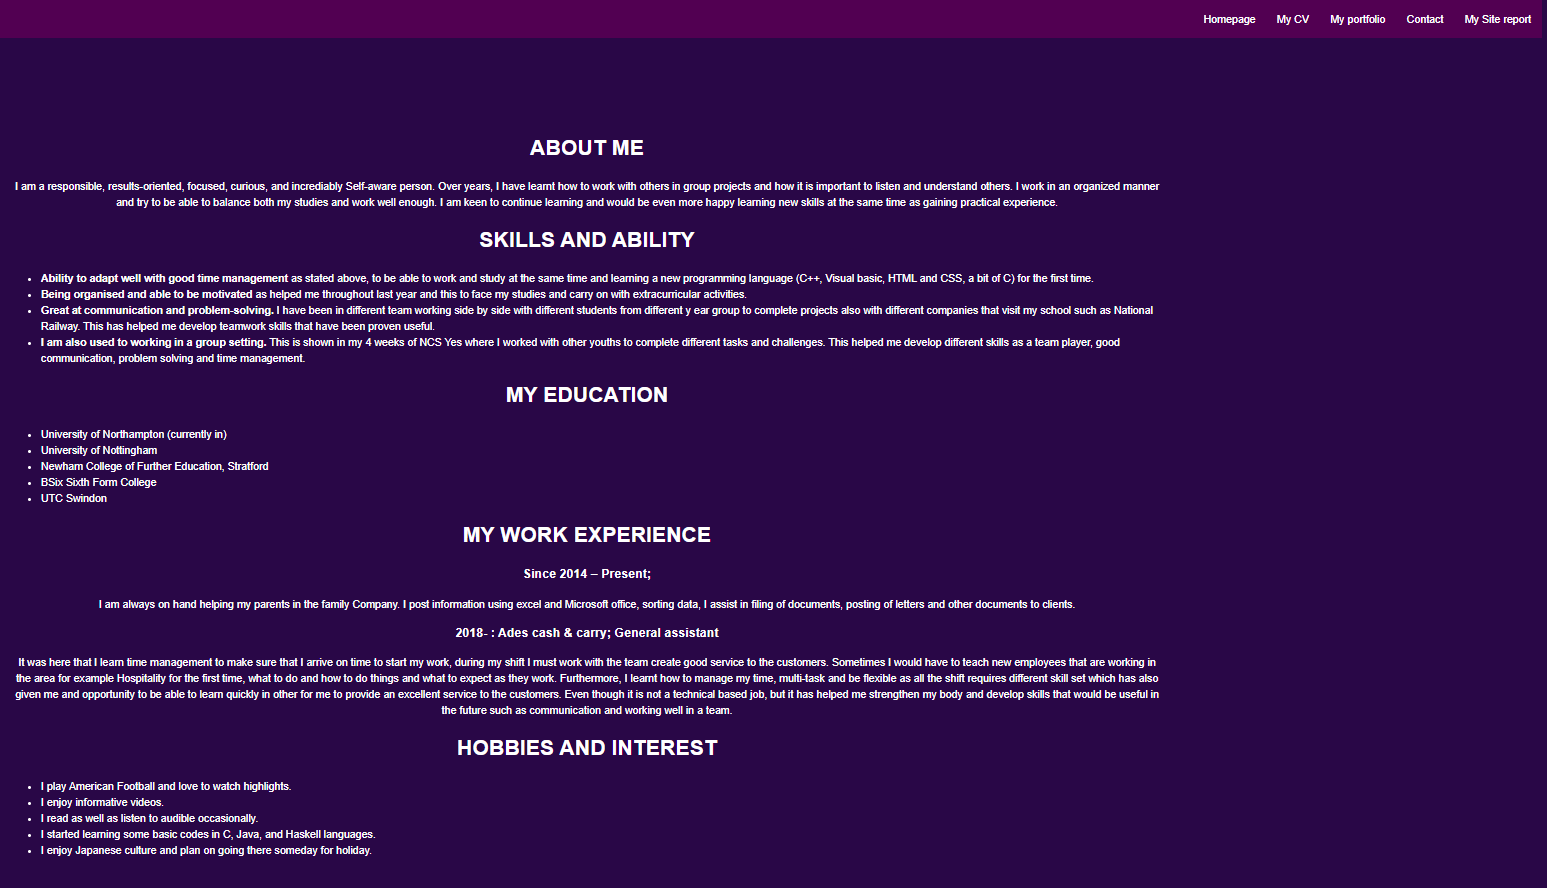 Homepage My CV My portfolio Contact My Site report
ABOUT ME
I am a responsible, results-oriented, focused, curious, and incrediably Self-aware person. Over years, I have learnt how to work with others in group projects and how it is important to listen and understand others. I work in an organized manner
and try to be able to balance both my studies and work well enough. I am keen to continue learning and would be even more happy learning new skills at the same time as gaining practical experience.
SKILLS AND ABILITY
• Ability to adapt well with good time management as stated above, to be able to work and study at the same time and learning a new programming language (C++, Visual basic, HTML and CSS, a bit of C) for the first time.
• Being organised and able to be motivated as helped me throughout last year and this to face my studies and carry on with extracurricular activities.
• Great at communication and problem-solving. I have been in different team working side by side with different students from different y ear group to complete projects also with different companies that visit my school such as National
Railway. This has helped me develop teamwork skills that have been proven useful.
• I am also used to working in a group setting. This is shown in my 4 weeks of NCS Yes where I worked with other youths to complete different tasks and challenges. This helped me develop different skills as a team player, good
communication, problem solving and time management.
MY EDUCATION
• University of Northampton (currently in)
• University of Nottingham
• Newham College of Further Education, Stratford
• BSix Sixth Form College
• UTC Swindon
MY WORK EXPERIENCE
Since 2014 – Present;
I am always on hand helping my parents in the family Company. I post information using excel and Microsoft office, sorting data, I assist in filing of documents, posting of letters and other documents to clients.
2018- : Ades cash & carry; General assistant
It was here that I learn time management to make sure that I arrive on time to start my work, during my shift I must work with the team create good service to the customers. Sometimes I would have to teach new employees that are working in
the area for example Hospitality for the first time, what to do and how to do things and what to expect as they work. Furthermore, I learnt how to manage my time, multi-task and be flexible as all the shift requires different skill set which has also
given me and opportunity to be able to learn quickly in other for me to provide an excellent service to the customers. Even though it is not a technical based job, but it has helped me strengthen my body and develop skills that would be useful in
the future such as communication and working well in a team.
HOBBIES AND INTEREST
• I play American Football and love to watch highlights.
• I enjoy informative videos.
• I read as well as listen to audible occasionally.
• I started learning some basic codes in C, Java, and Haskell languages.
• I enjoy Japanese culture and plan on going there someday for holiday.